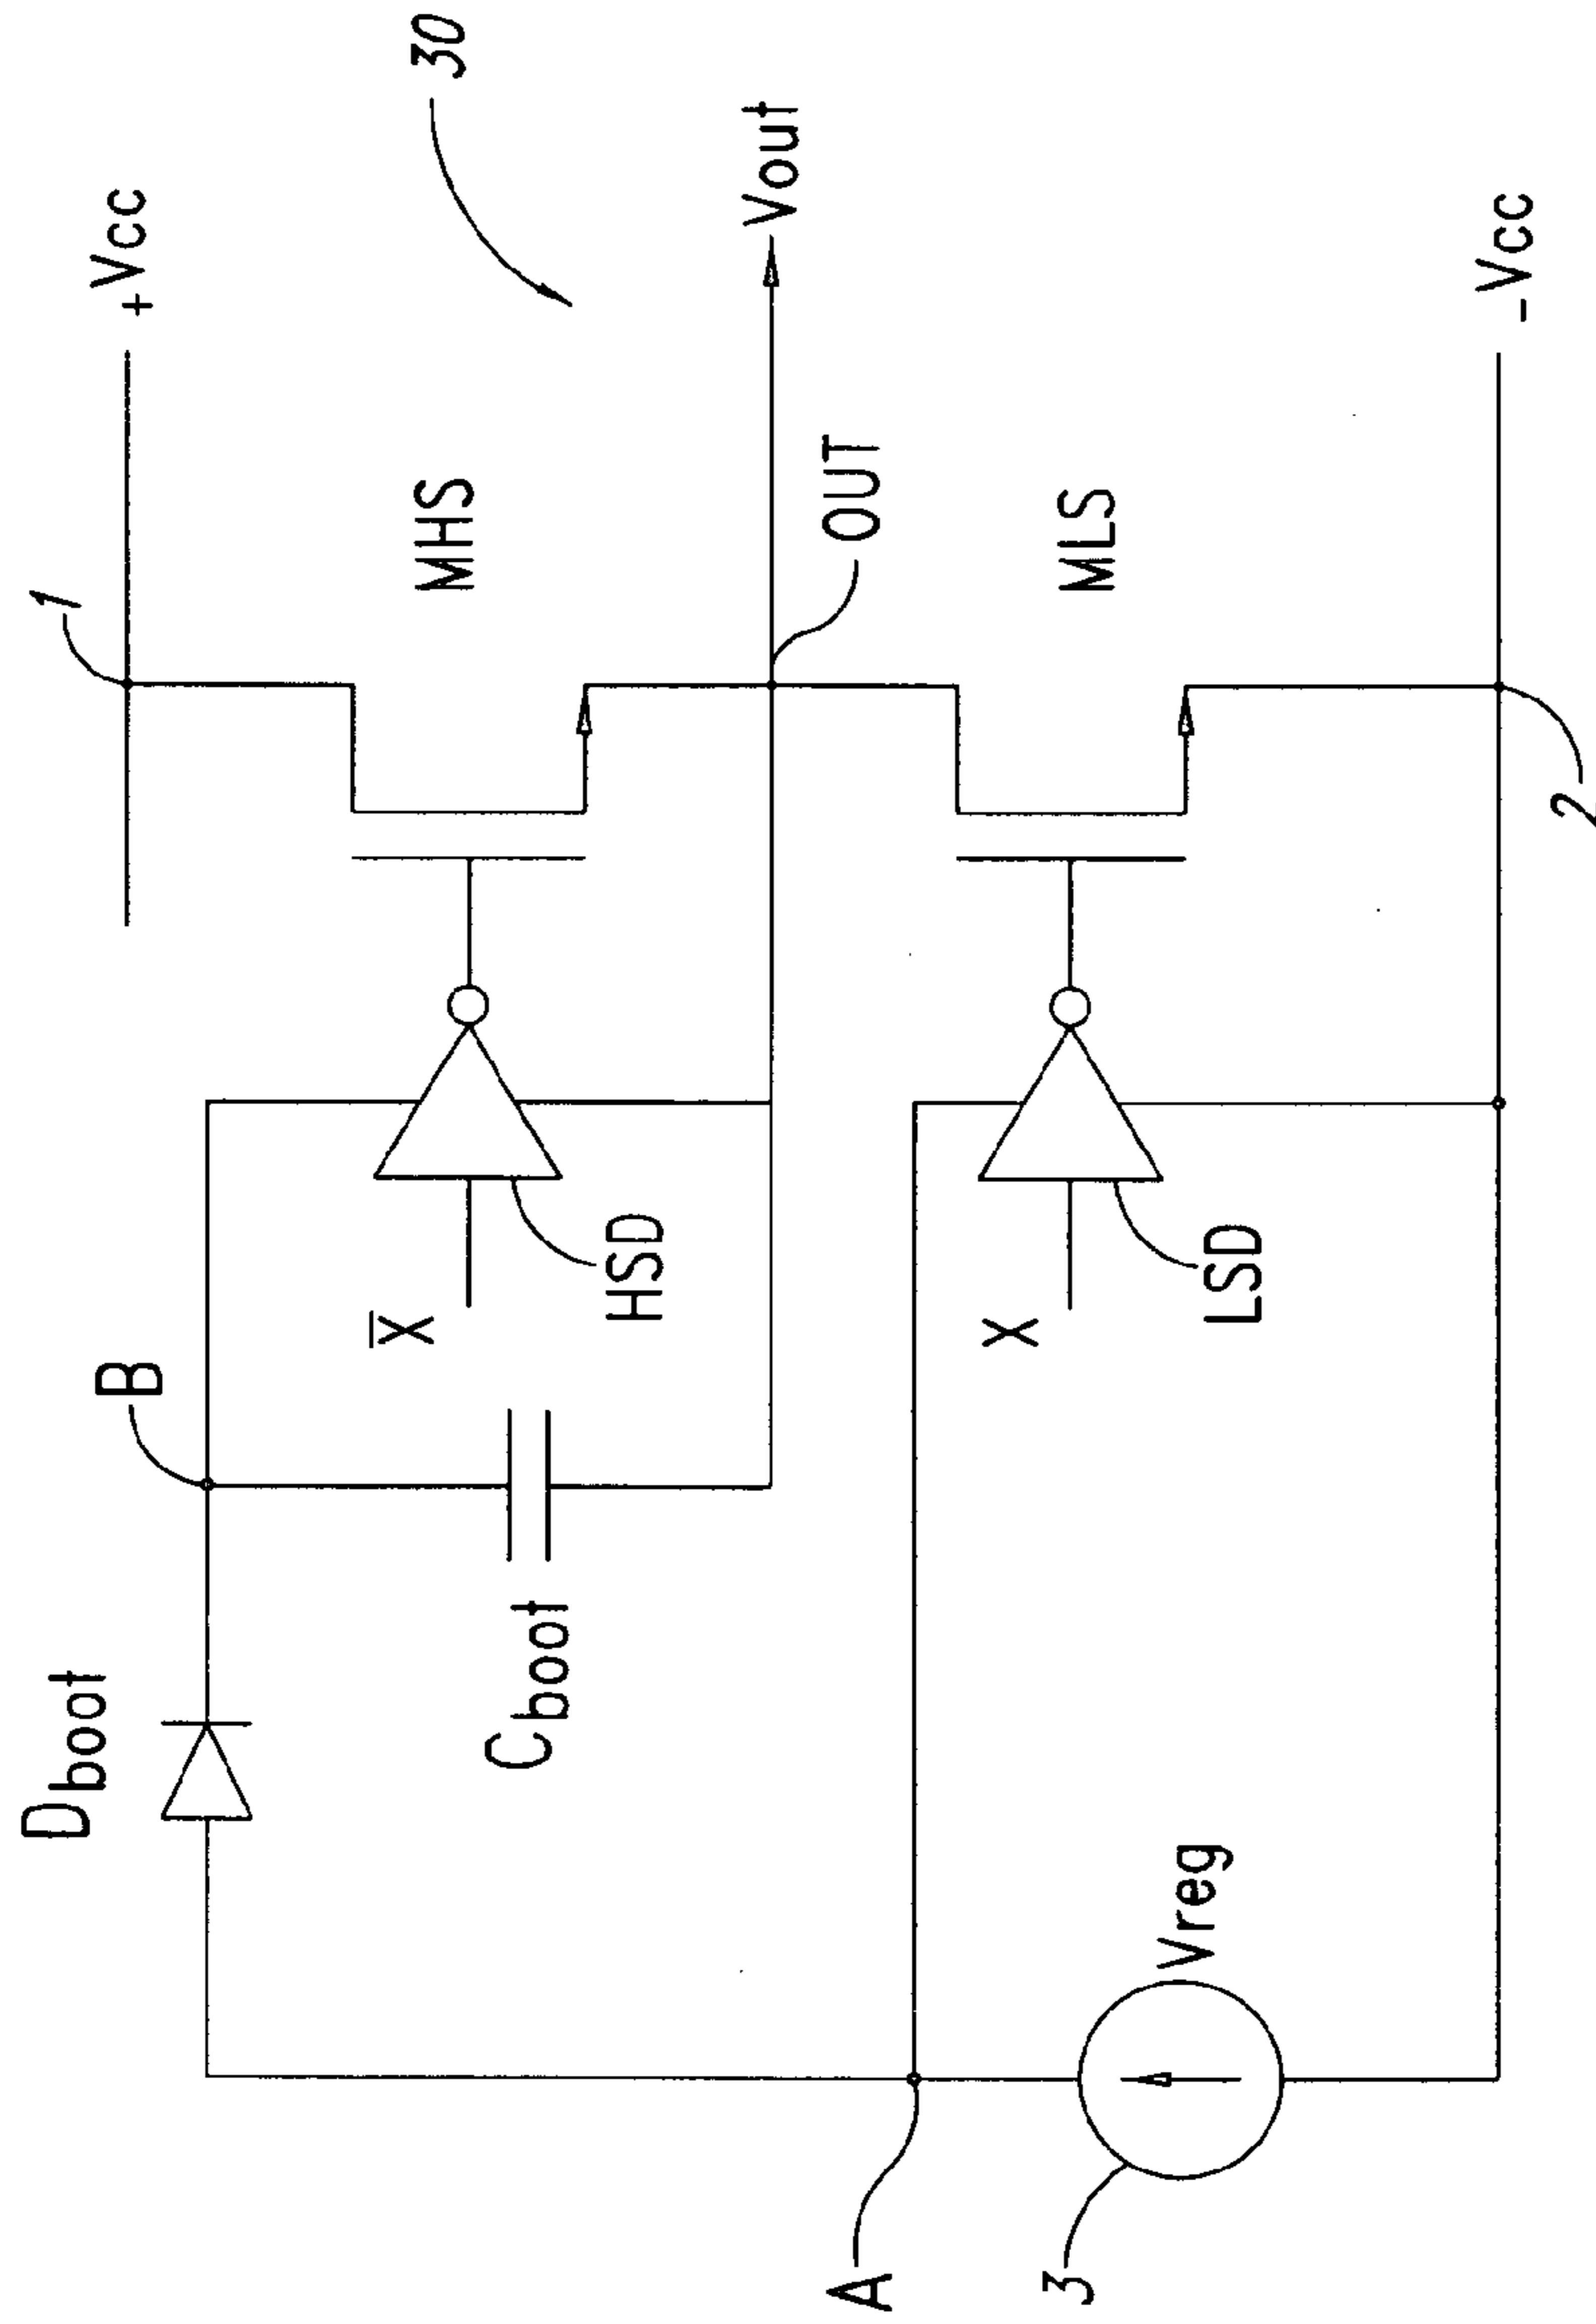 30
+Vcc
1
MHS
Vout
OUT
MLS
-Vcc
2
B
X̅
HSD
X
LSD
Dboot
Cboot
Vreg
A
3